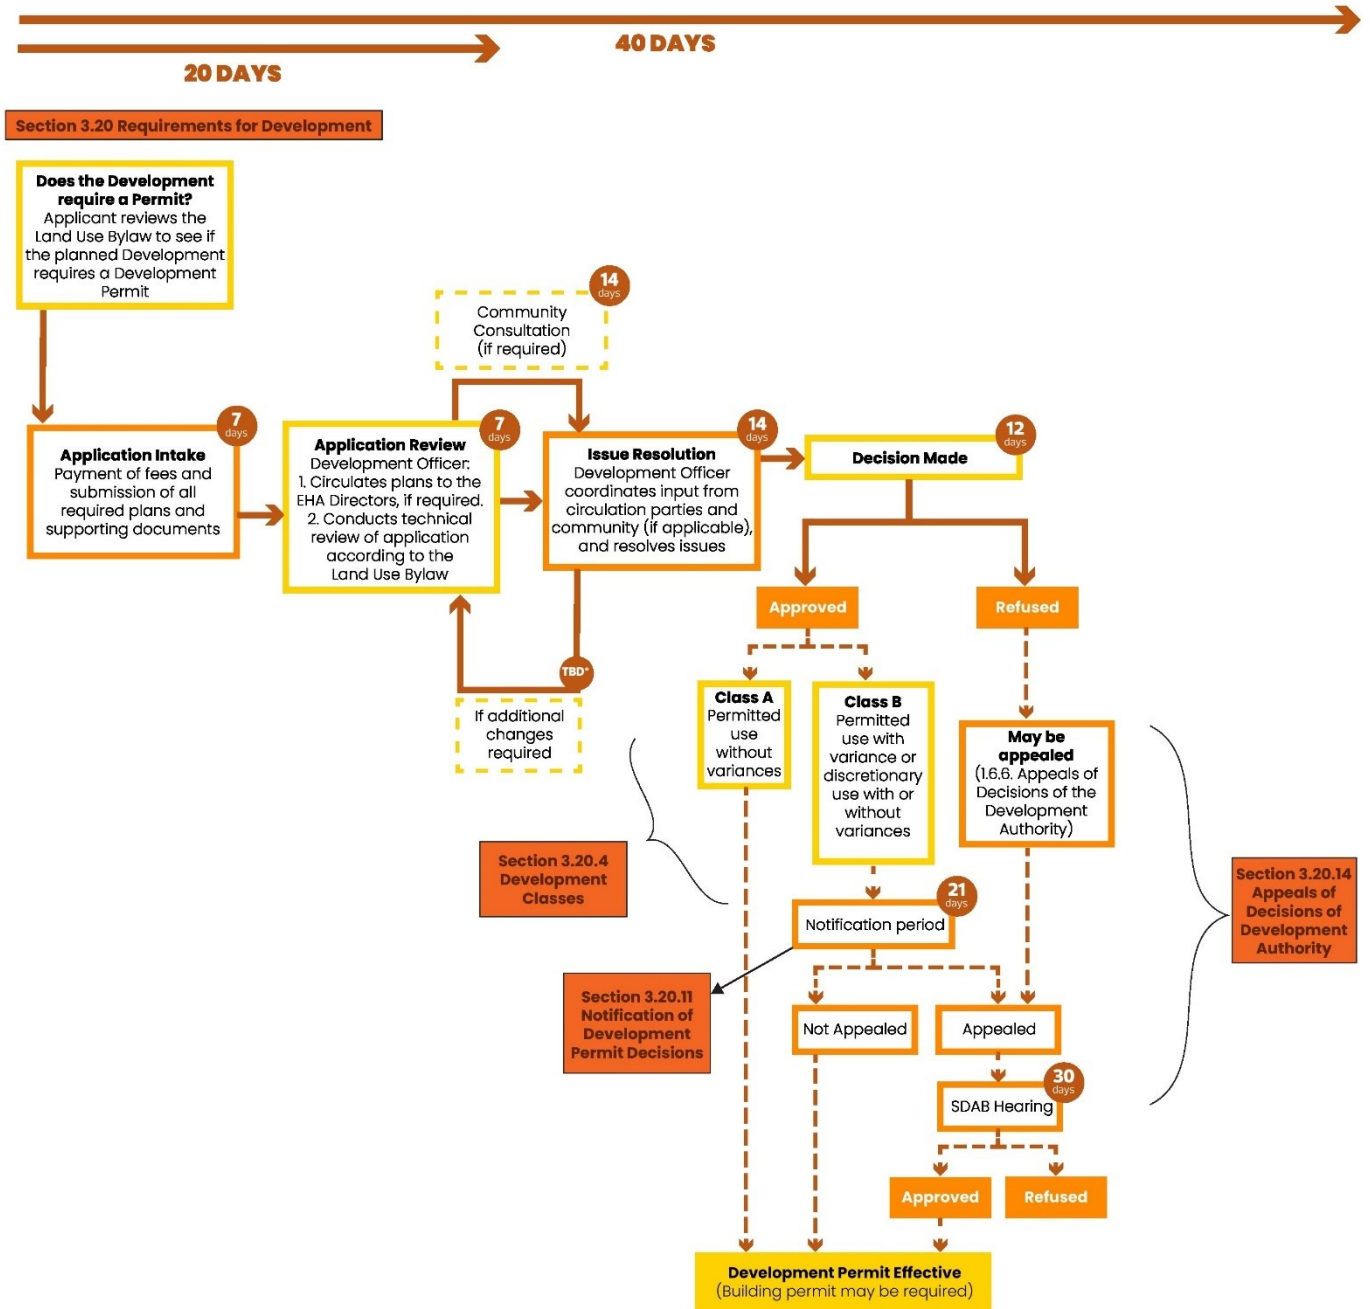 40 DAYS
20 DAYS
Section 3.20 Requirements for Development
Does the Development
require a Permit?
Applicant reviews the
Land Use Bylaw to see if
the planned Development
requires a Development
Permit
14
days
Community
Consultation
(if required)
7
days
Application Intake
Payment of fees and
submission of all
required plans and
supporting documents
7
days
Application Review
Development Officer:
1. Circulates plans to the
EHA Directors, if required.
2. Conducts technical
review of application
according to the
Land Use Bylaw
14
days
Issue Resolution
Development Officer
coordinates input from
circulation parties and
community (if applicable),
and resolves issues
12
days
Decision Made
TBD*
If additional
changes
required
Approved
Refused
Class A
Permitted
use
without
variances
Class B
Permitted
use with
variance or
discretionary
use with or
without
variances
May be
appealed
(1.6.6. Appeals of
Decisions of the
Development
Authority)
Section 3.20.4
Development
Classes
Section 3.20.14
Appeals of
Decisions of
Development
Authority
21
days
Notification period
Section 3.20.11
Notification of
Development
Permit Decisions
Not Appealed
Appealed
30
days
SDAB Hearing
Approved
Refused
Development Permit Effective
(Building permit may be required)